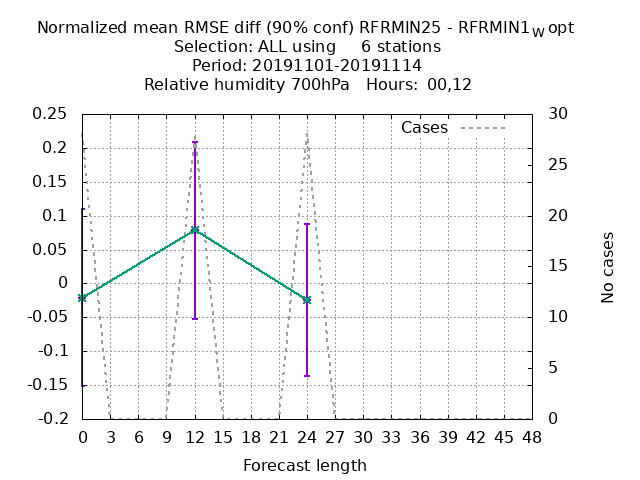 Normalized mean RMSE diff (90% conf) RFRMIN25 - RFRMIN1wopt
Selection: ALL using     6 stations
Period: 20191101-20191114
Relative humidity 700hPa   Hours: 00,12
Cases
0.25
0.2
0.15
0.1
0.05
0
-0.05
-0.1
-0.15
-0.2
30
25
20
15
10
5
0
No cases
0 3 6 9 12 15 18 21 24 27 30 33 36 39 42 45 48
Forecast length